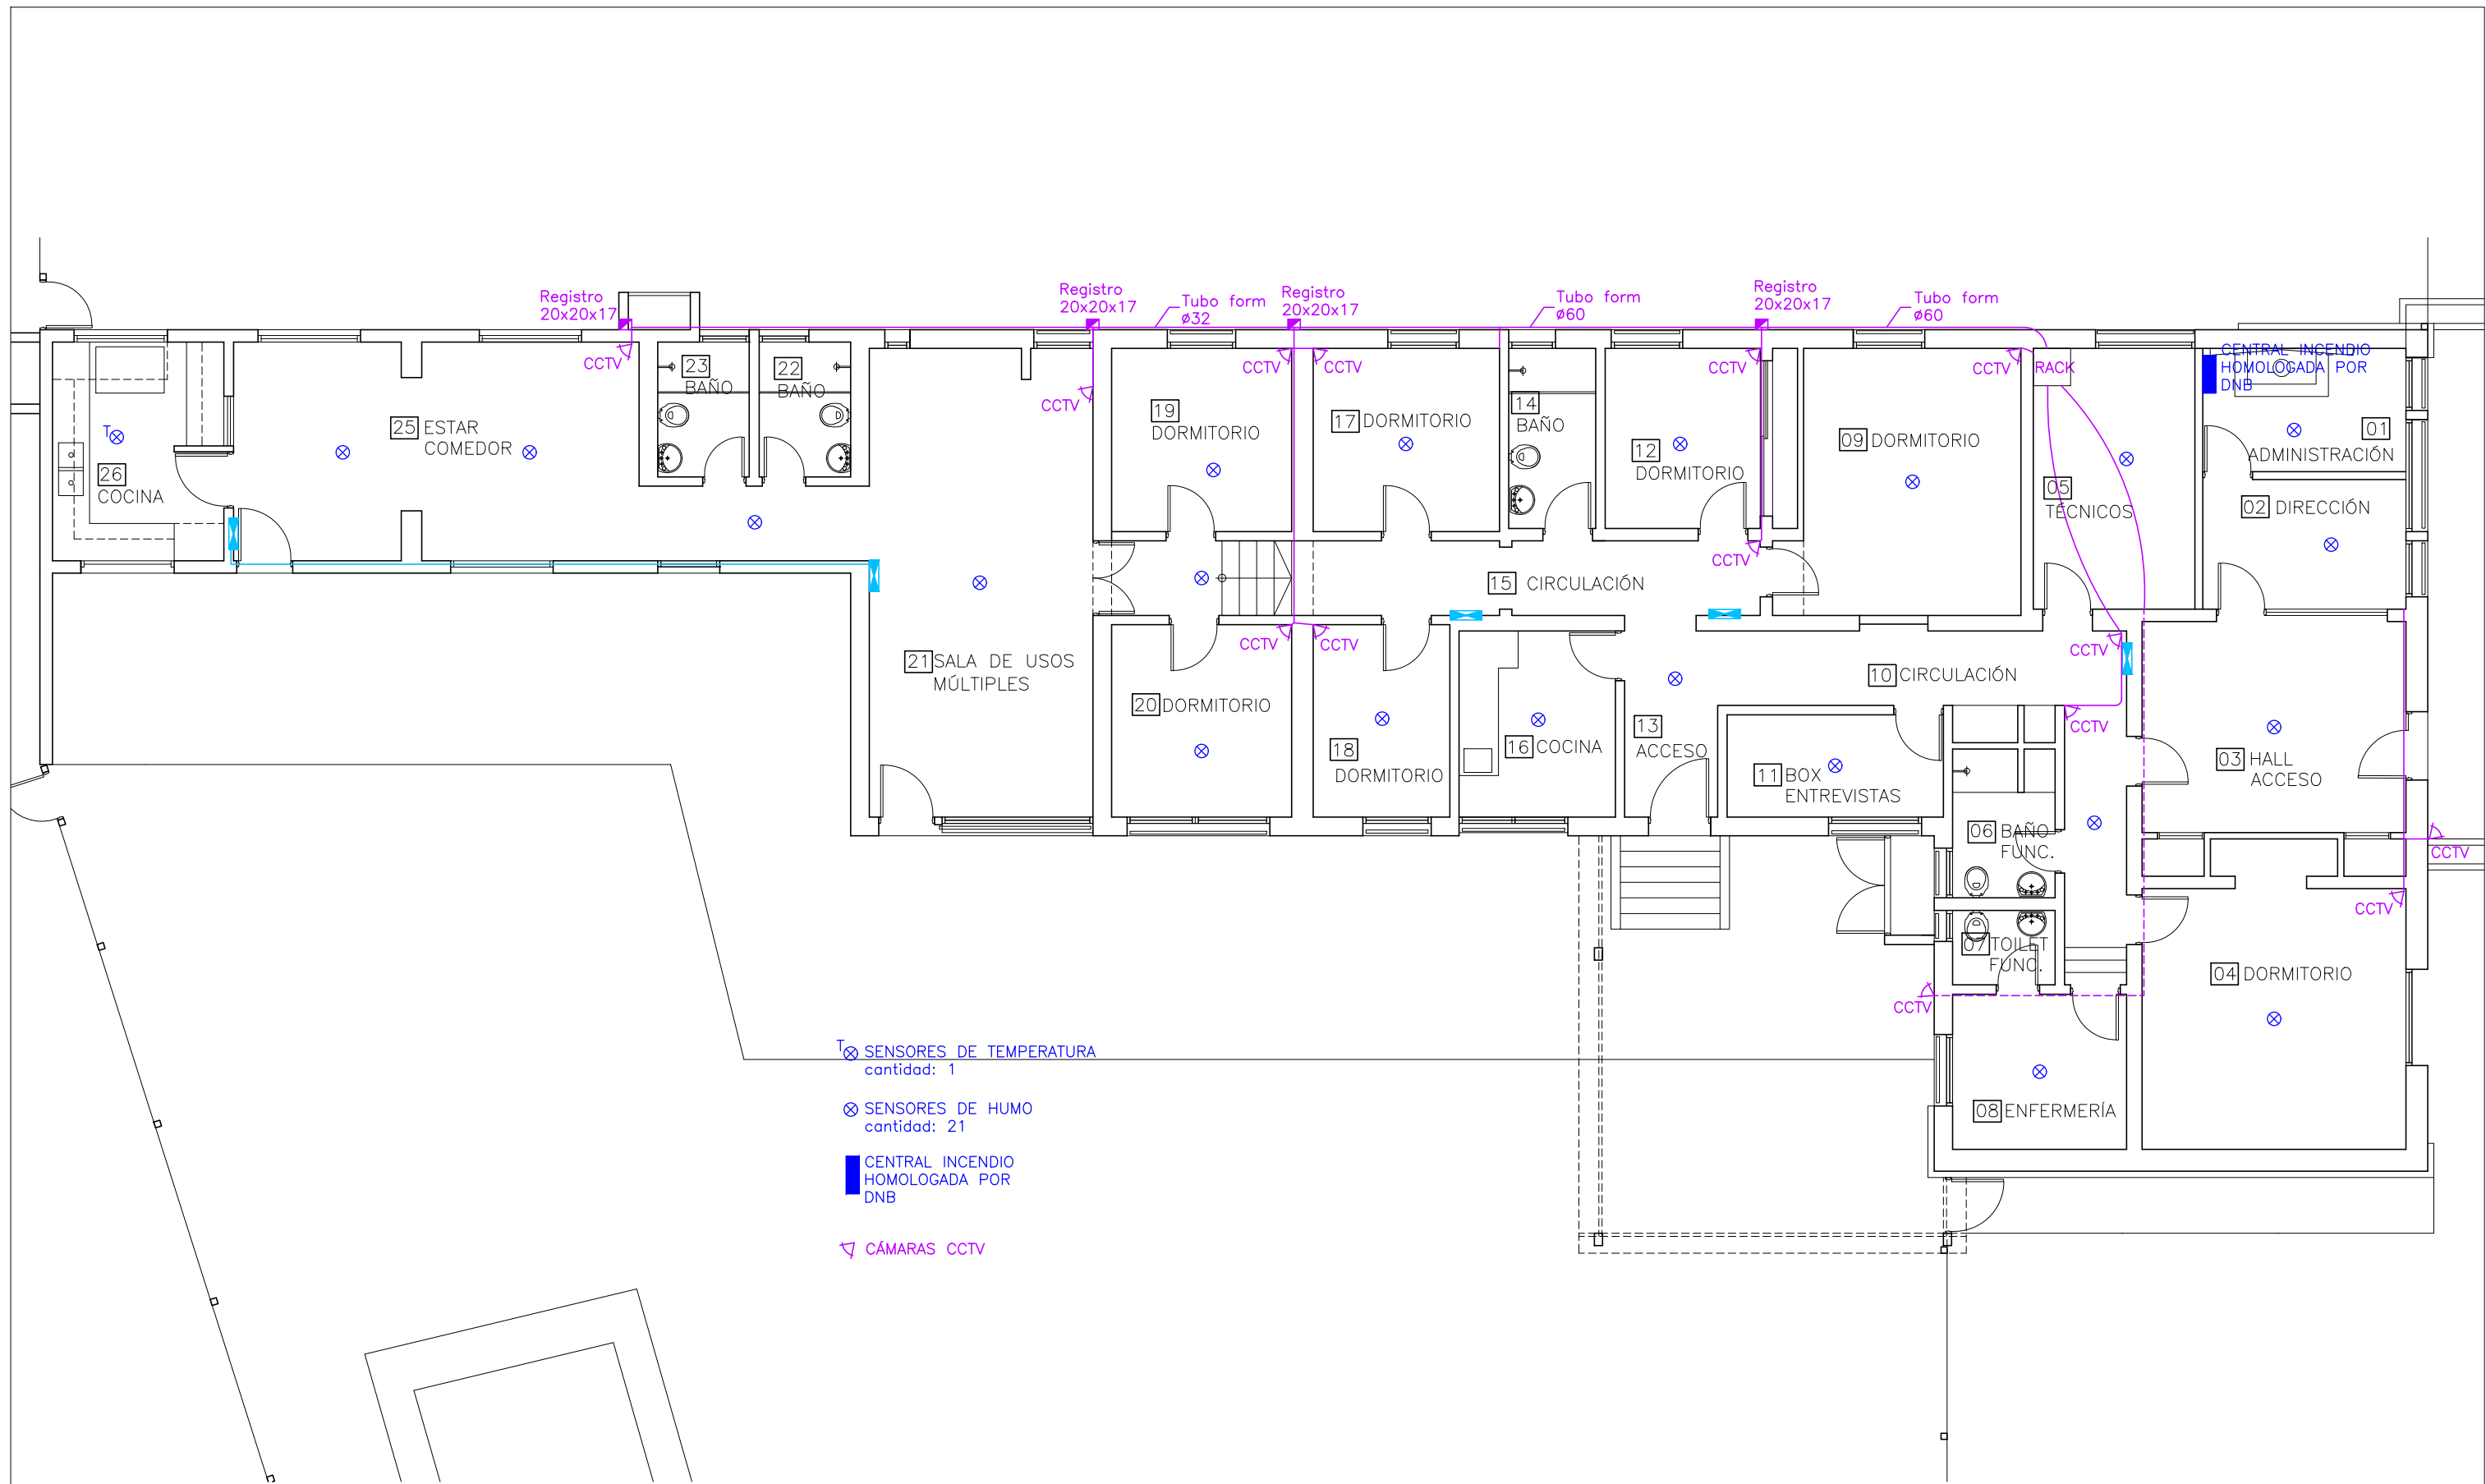 Registro
20x20x17
Registro
20x20x17
Tubo form
ø32
Registro
20x20x17
Tubo form
ø60
Registro
20x20x17
Tubo form
ø60
CCTV
CCTV
CCTV
CCTV
CCTV
CCTV
RACK
CENTRAL INCENDIO
HOMOLOGADA POR
DNB
23
BAÑO
22
BAÑO
19
DORMITORIO
17 DORMITORIO
14
BAÑO
12
DORMITORIO
09 DORMITORIO
01
ADMINISTRACIÓN
25 ESTAR
COMEDOR
T
26
COCINA
05
TÉCNICOS
02 DIRECCIÓN
CCTV
15 CIRCULACIÓN
CCTV
CCTV
CCTV
21 SALA DE USOS
MÚLTIPLES
10 CIRCULACIÓN
20 DORMITORIO
18
DORMITORIO
16 COCINA
13
ACCESO
CCTV
11 BOX
ENTREVISTAS
03 HALL
ACCESO
06 BAÑO
FUNC.
CCTV
CCTV
07 TOILET
FUNC.
04 DORMITORIO
CCTV
08 ENFERMERÍA
T SENSORES DE TEMPERATURA
cantidad: 1
SENSORES DE HUMO
cantidad: 21
CENTRAL INCENDIO
HOMOLOGADA POR
DNB
CÁMARAS CCTV